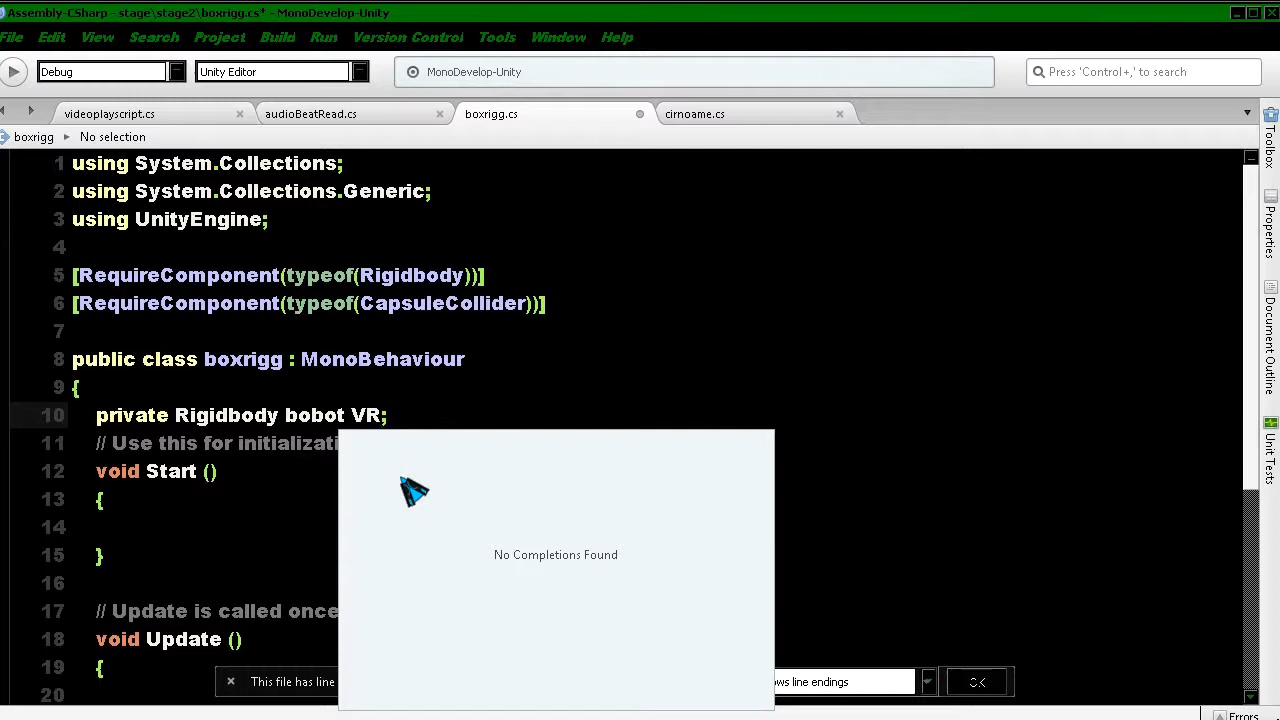 Assembly-CSharp - stage\stage2\boxrigg.cs* - MonoDevelop-Unity
File Edit View Search Project Build Run Version Control Tools Window Help
Debug Unity Editor MonoDevelop-Unity Press 'Control+,' to search
videoplayscript.cs audioBeatRead.cs boxrigg.cs cirnoame.cs
boxrigg No selection
1 using System.Collections;
2 using System.Collections.Generic;
3 using UnityEngine;
4
5 [RequireComponent(typeof(Rigidbody))]
6 [RequireComponent(typeof(CapsuleCollider))]
7
8 public class boxrigg : MonoBehaviour
9 {
10 private Rigidbody bobot VR;
11 // Use this for initializati
12 void Start ()
13 {
14
No Completions Found
15 }
16
17 // Update is called once
18 void Update ()
19 {
This file has line ows line endings OK
20
Toolbox
Properties
Document Outline
Unit Tests
Errors